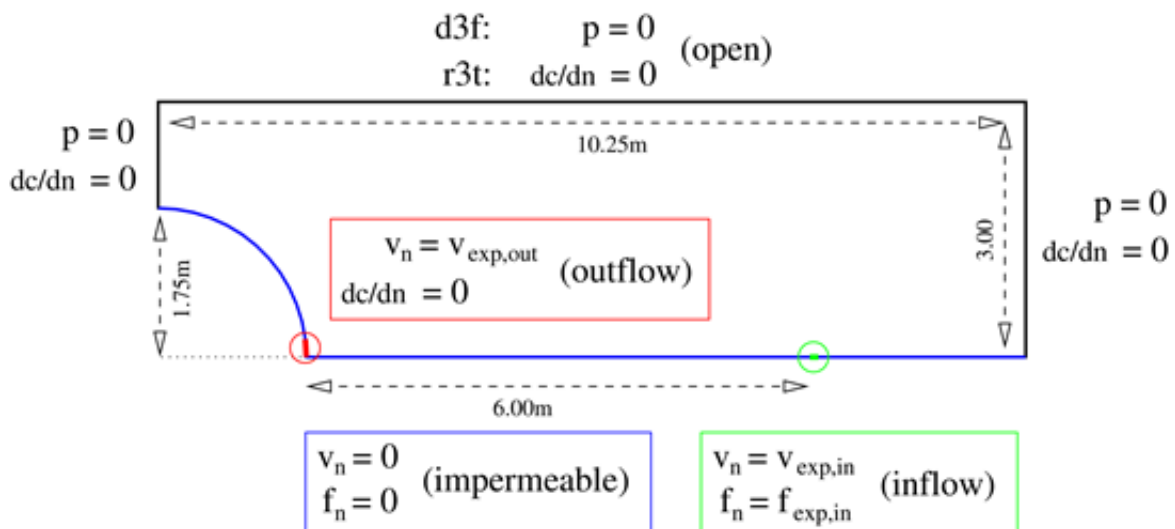 d3f: p = 0 (open)
r3t: dc/dn = 0
p = 0
dc/dn = 0
10.25m
1.75m
v_n = v_exp,out (outflow)
dc/dn = 0
3.00
p = 0
dc/dn = 0
6.00m
v_n = 0 (impermeable)
f_n = 0
v_n = v_exp,in (inflow)
f_n = f_exp,in